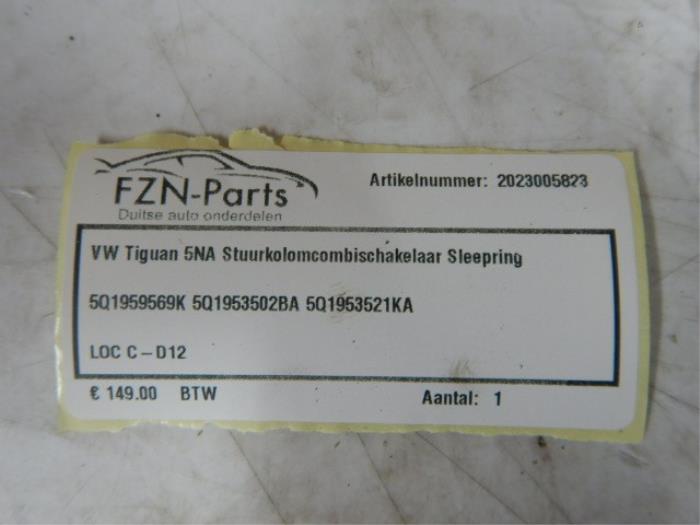 FZN-Parts
Duitse auto onderdelen
Artikelnummer: 2023005823
VW Tiguan 5NA Stuurkolomcombischakelaar Sleepring
5Q1959569K 5Q1953502BA 5Q1953521KA
LOC C - D12
€ 149.00 BTW
Aantal: 1